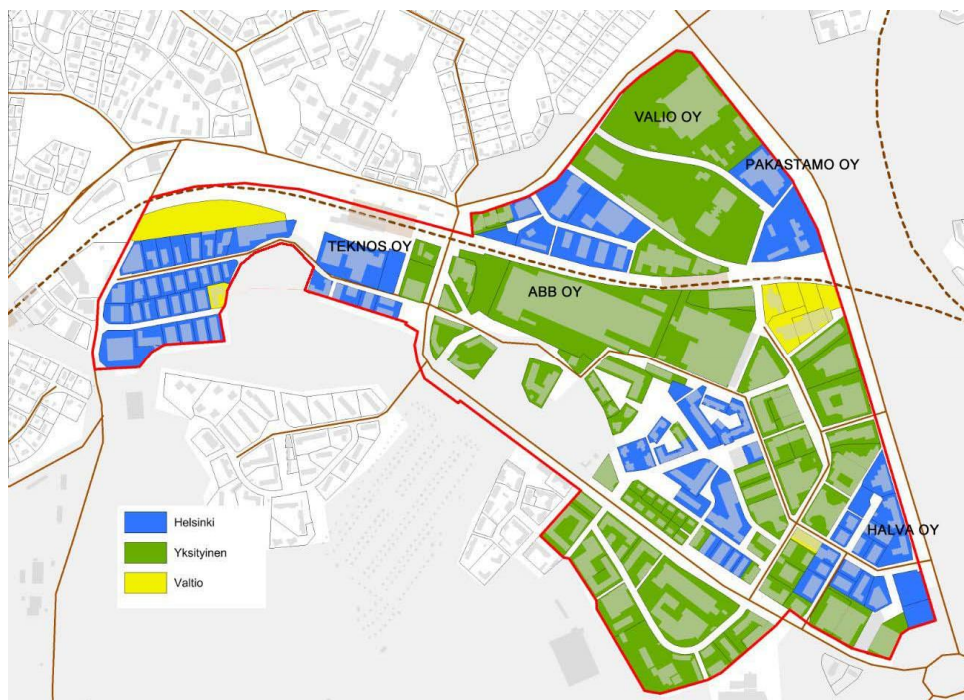 VALIO OY
PAKASTAMO OY
TEKNOS OY
ABB OY
HALVA OY
Helsinki
Yksityinen
Valtio